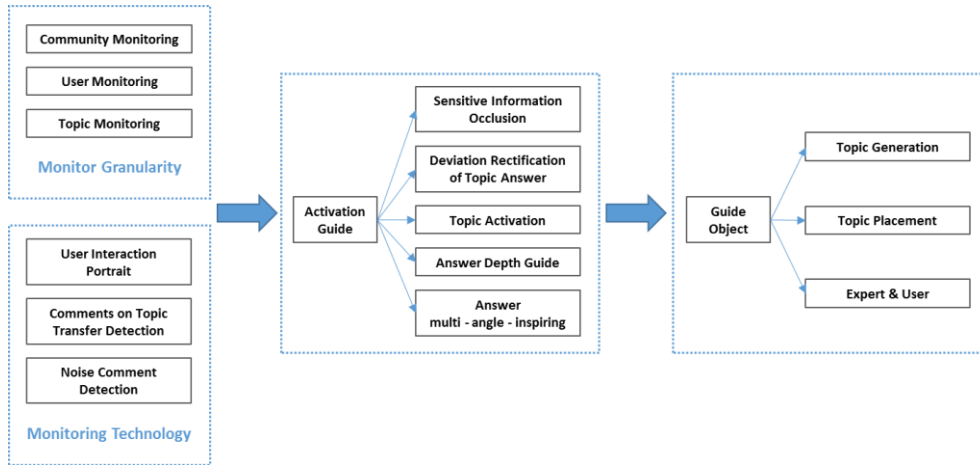 Community Monitoring
User Monitoring
Topic Monitoring
Monitor Granularity
User Interaction
Portrait
Comments on Topic
Transfer Detection
Noise Comment
Detection
Monitoring Technology
Activation
Guide
Sensitive Information
Occlusion
Deviation Rectification
of Topic Answer
Topic Activation
Answer Depth Guide
Answer
multi - angle - inspiring
Guide
Object
Topic Generation
Topic Placement
Expert & User